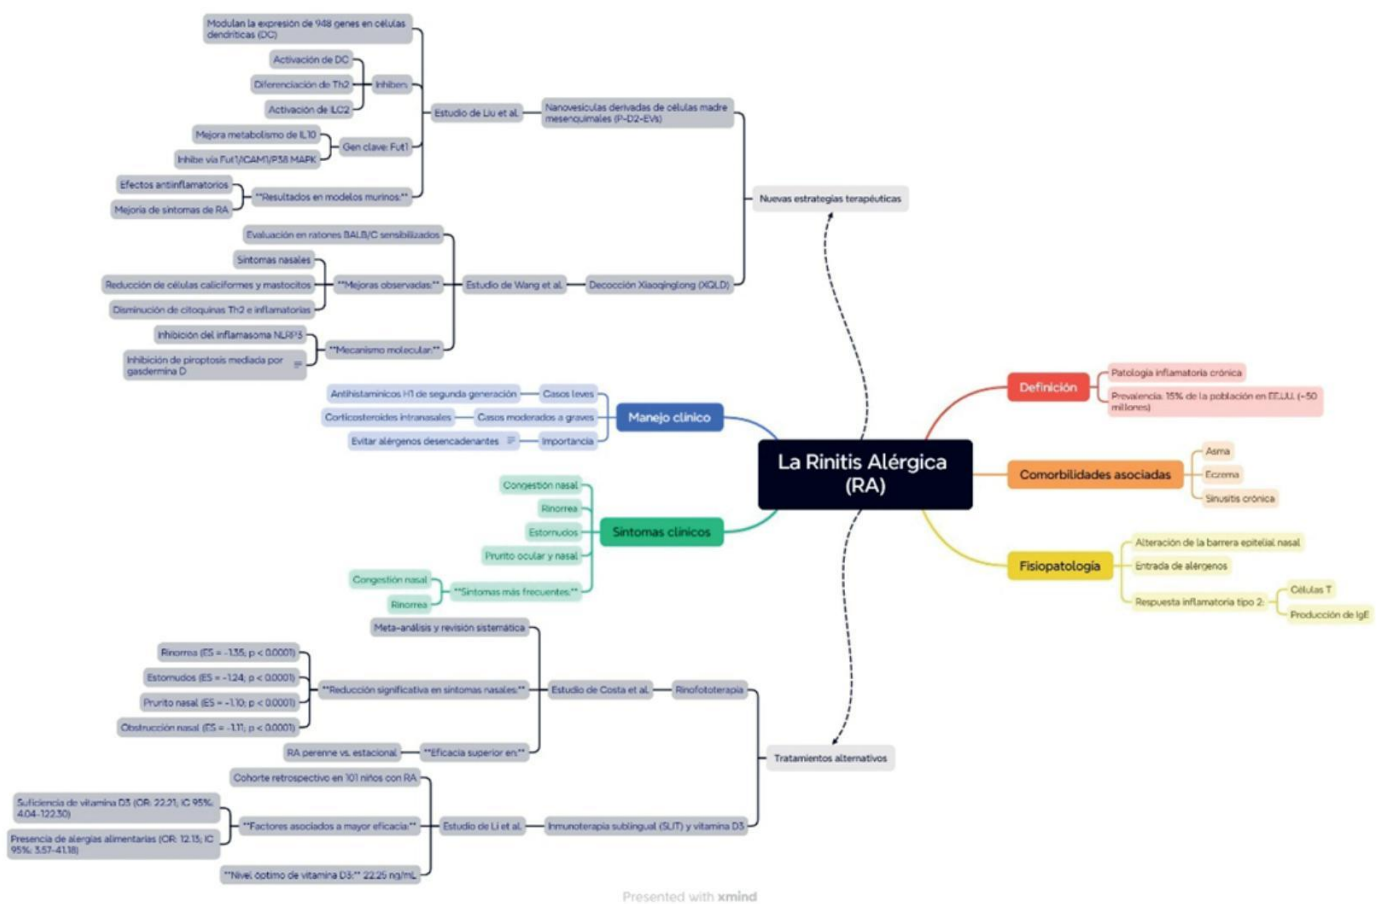 La Rinitis Alérgica
(RA)
Definición
Patología inflamatoria crónica
Prevalencia: 15% de la población en EE.UU. (~50
millones)
Comorbilidades asociadas
Asma
Eczema
Sinusitis crónica
Fisiopatología
Alteración de la barrera epitelial nasal
Entrada de alérgenos
Respuesta inflamatoria tipo 2:
Células T
Producción de IgE
Nuevas estrategias terapéuticas
Nanovesículas derivadas de células madre
mesenquimales (P-D2-EVs)
Estudio de Liu et al.
Modulan la expresión de 948 genes en células
dendríticas (DC)
Inhiben:
Activación de DC
Diferenciación de Th2
Activación de ILC2
Gen clave: Fut1
Mejora metabolismo de IL10
Inhibe vía Fut1/ICAM1/P38 MAPK
**Resultados en modelos murinos:**
Efectos antiinflamatorios
Mejoría de síntomas de RA
Decocción Xiaoqinglong (XQLD)
Estudio de Wang et al.
Evaluación en ratones BALB/C sensibilizados
**Mejoras observadas:**
Síntomas nasales
Reducción de células caliciformes y mastocitos
Disminución de citoquinas Th2 e inflamatorias
**Mecanismo molecular:**
Inhibición del inflamasoma NLRP3
Inhibición de piroptosis mediada por
gasdermina D
Manejo clínico
Casos leves
Antihistamínicos H1 de segunda generación
Casos moderados a graves
Corticosteroides intranasales
Importancia
Evitar alérgenos desencadenantes
Síntomas clínicos
Congestión nasal
Rinorrea
Estornudos
Prurito ocular y nasal
**Síntomas más frecuentes:**
Congestión nasal
Rinorrea
Tratamientos alternativos
Rinofototerapia
Estudio de Costa et al.
Meta-análisis y revisión sistemática
**Reducción significativa en síntomas nasales:**
Rinorrea (ES = -1.35; p < 0.0001)
Estornudos (ES = -1.24; p < 0.0001)
Prurito nasal (ES = -1.10; p < 0.0001)
Obstrucción nasal (ES = -1.11; p < 0.0001)
**Eficacia superior en:**
RA perenne vs. estacional
Inmunoterapia sublingual (SLIT) y vitamina D3
Estudio de Li et al.
Cohorte retrospectivo en 101 niños con RA
**Factores asociados a mayor eficacia:**
Suficiencia de vitamina D3 (OR: 22.21; IC 95%:
4.04-122.30)
Presencia de alergias alimentarias (OR: 12.13; IC
95%: 3.57-41.18)
**Nivel óptimo de vitamina D3:** 22.25 ng/mL
Presented with xmind